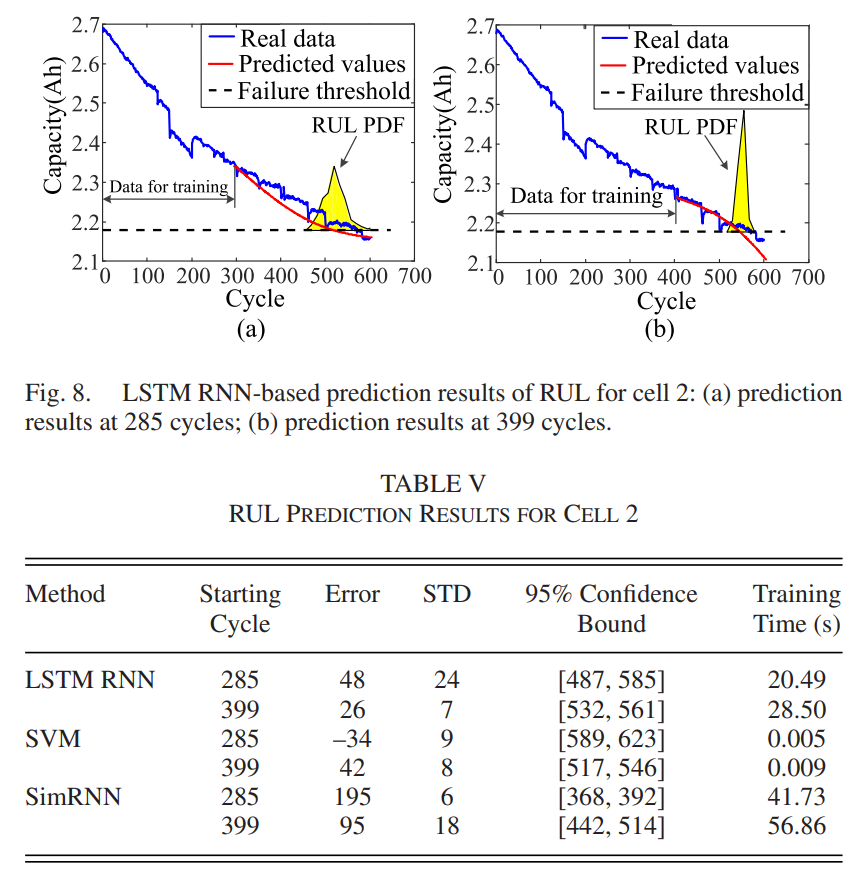 2.7
2.6
2.5
2.4
2.3
2.2
2.1
Capacity(Ah)
Real data
Predicted values
Failure threshold
RUL PDF
Data for training
0 100 200 300 400 500 600 700
Cycle
(a)
2.7
2.6
2.5
2.4
2.3
2.2
2.1
Capacity(Ah)
Real data
Predicted values
Failure threshold
RUL PDF
Data for training
0 100 200 300 400 500 600 700
Cycle
(b)
Fig. 8. LSTM RNN-based prediction results of RUL for cell 2: (a) prediction
results at 285 cycles; (b) prediction results at 399 cycles.
TABLE V
RUL PREDICTION RESULTS FOR CELL 2
Method Starting Error STD 95% Confidence Training
Cycle Bound Time (s)
LSTM RNN 285 48 24 [487, 585] 20.49
399 26 7 [532, 561] 28.50
SVM 285 –34 9 [589, 623] 0.005
399 42 8 [517, 546] 0.009
SimRNN 285 195 6 [368, 392] 41.73
399 95 18 [442, 514] 56.86